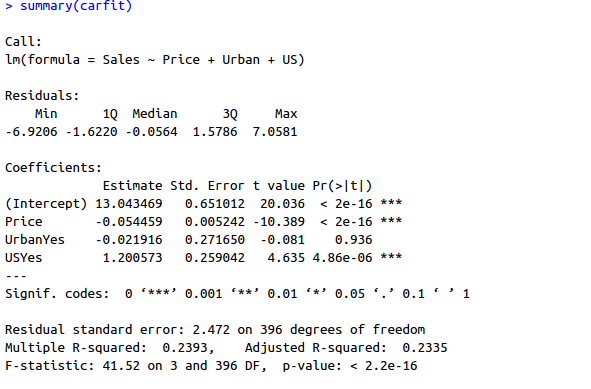 > summary(carfit)
Call:
lm(formula = Sales ~ Price + Urban + US)
Residuals:
    Min      1Q  Median      3Q     Max
-6.9206 -1.6220 -0.0564  1.5786  7.0581
Coefficients:
             Estimate Std. Error t value Pr(>|t|)
(Intercept) 13.043469   0.651012  20.036  < 2e-16 ***
Price       -0.054459   0.005242 -10.389  < 2e-16 ***
UrbanYes    -0.021916   0.271650  -0.081    0.936
USYes        1.200573   0.259042   4.635 4.86e-06 ***
---
Signif. codes:  0 ‘***’ 0.001 ‘**’ 0.01 ‘*’ 0.05 ‘.’ 0.1 ‘ ’ 1
Residual standard error: 2.472 on 396 degrees of freedom
Multiple R-squared:  0.2393,    Adjusted R-squared:  0.2335
F-statistic: 41.52 on 3 and 396 DF,  p-value: < 2.2e-16